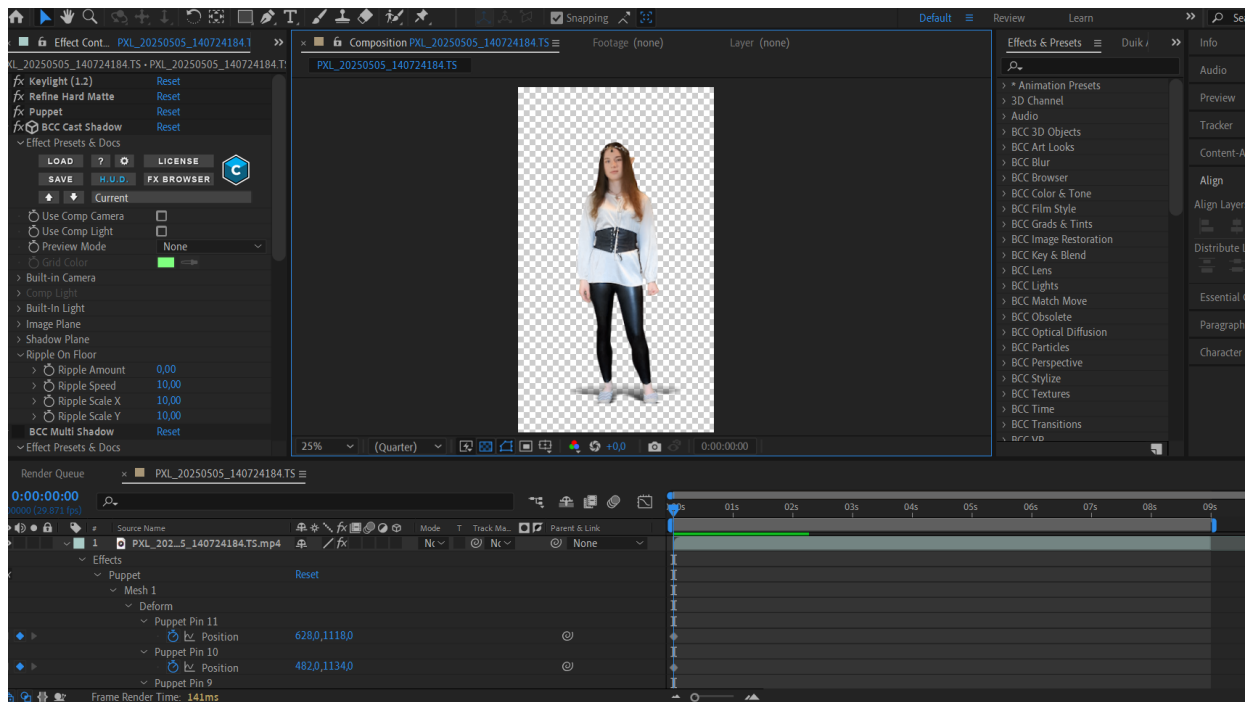 Snapping
Default
Review
Learn
Effect Cont... PXL_20250505_140724184.T
Composition PXL_20250505_140724184.TS
Footage (none)
Layer (none)
Effects & Presets
Duik
Info
XL_20250505_140724184.TS • PXL_20250505_140724184.TS
PXL_20250505_140724184.TS
fx Keylight (1.2) Reset
fx Refine Hard Matte Reset
fx Puppet Reset
fx BCC Cast Shadow Reset
Effect Presets & Docs
LOAD ? LICENSE
SAVE H.U.D. FX BROWSER
C
Current
Use Comp Camera
Use Comp Light
Preview Mode None
Grid Color
Built-in Camera
Comp Light
Built-In Light
Image Plane
Shadow Plane
Ripple On Floor
Ripple Amount 0,00
Ripple Speed 10,00
Ripple Scale X 10,00
Ripple Scale Y 10,00
BCC Multi Shadow Reset
Effect Presets & Docs
25% (Quarter) +0,0 0:00:00:00
* Animation Presets
3D Channel
Audio
BCC 3D Objects
BCC Art Looks
BCC Blur
BCC Browser
BCC Color & Tone
BCC Film Style
BCC Grads & Tints
BCC Image Restoration
BCC Key & Blend
BCC Lens
BCC Lights
BCC Match Move
BCC Obsolete
BCC Optical Diffusion
BCC Particles
BCC Perspective
BCC Stylize
BCC Textures
BCC Time
BCC Transitions
BCC VR
Audio
Preview
Tracker
Content-A
Align
Align Layer
Distribute L
Essential
Paragraph
Character
Render Queue PXL_20250505_140724184.TS
0:00:00:00
00000 (29.871 fps)
01s 02s 03s 04s 05s 06s 07s 08s 09s
# Source Name Mode T Track Ma.. Parent & Link
1 PXL_202...5_140724184.TS.mp4 None
Effects
Puppet Reset
Mesh 1
Deform
Puppet Pin 11
Position 628,0,1118,0
Puppet Pin 10
Position 482,0,1134,0
Puppet Pin 9
Frame Render Time: 141ms